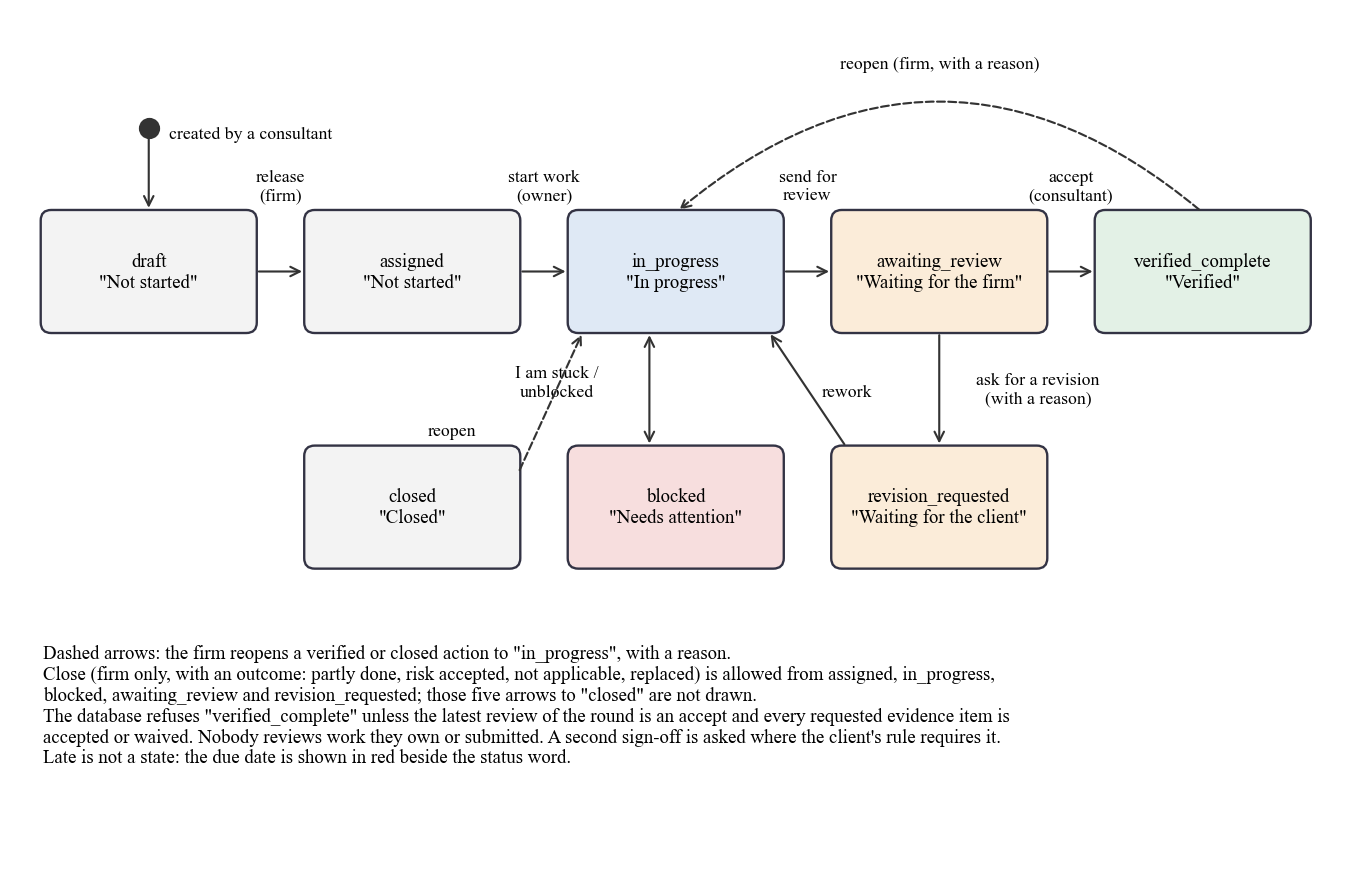 reopen (firm, with a reason)
created by a consultant
release
(firm)
start work
(owner)
send for
review
accept
(consultant)
draft
"Not started"
assigned
"Not started"
in_progress
"In progress"
awaiting_review
"Waiting for the firm"
verified_complete
"Verified"
I am stuck /
unblocked
rework
ask for a revision
(with a reason)
reopen
closed
"Closed"
blocked
"Needs attention"
revision_requested
"Waiting for the client"
Dashed arrows: the firm reopens a verified or closed action to "in_progress", with a reason.
Close (firm only, with an outcome: partly done, risk accepted, not applicable, replaced) is allowed from assigned, in_progress,
blocked, awaiting_review and revision_requested; those five arrows to "closed" are not drawn.
The database refuses "verified_complete" unless the latest review of the round is an accept and every requested evidence item is
accepted or waived. Nobody reviews work they own or submitted. A second sign-off is asked where the client's rule requires it.
Late is not a state: the due date is shown in red beside the status word.